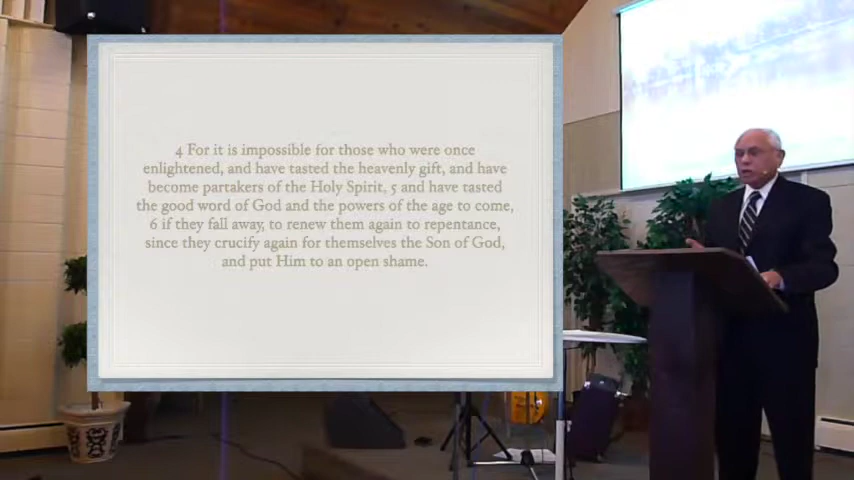 4 For it is impossible for those who were once
enlightened, and have tasted the heavenly gift, and have
become partakers of the Holy Spirit, 5 and have tasted
the good word of God and the powers of the age to come,
6 if they fall away, to renew them again to repentance,
since they crucify again for themselves the Son of God,
and put Him to an open shame.